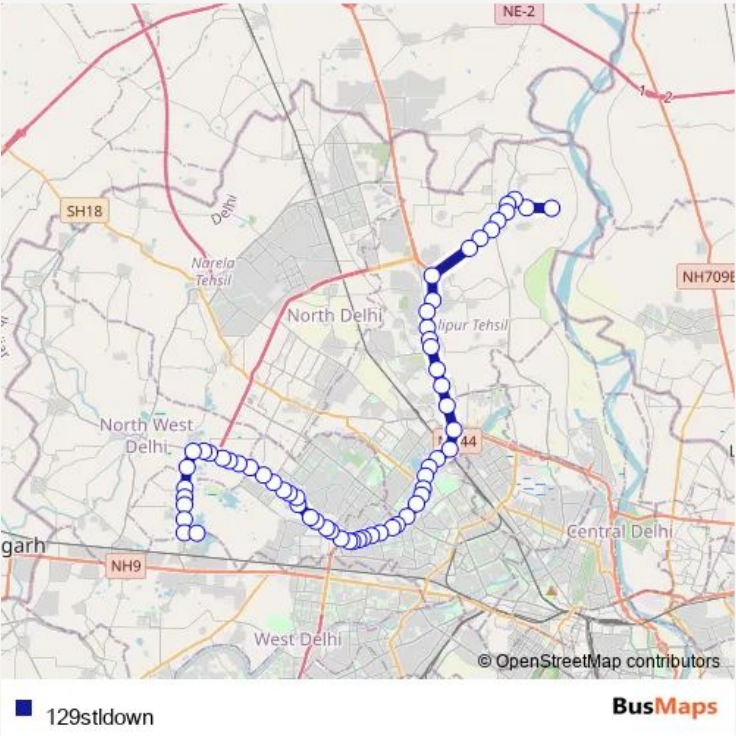 NE-2
1
2
SH18
Delhi
Narela
Tehsil
NH709B
North Delhi
lipur Tehsil
North West
Delhi
44
garh
Central Delhi
NH9
West Delhi
© OpenStreetMap contributors
129stldown
BusMaps